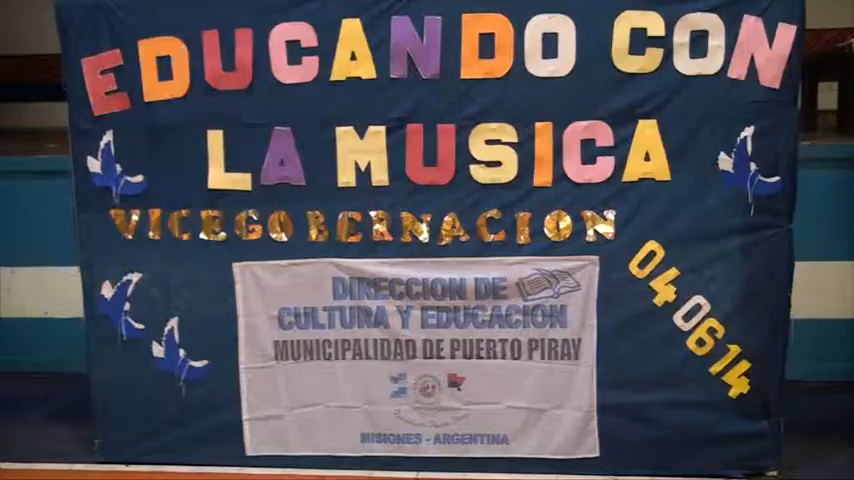 EDUCANDO CON
LA MUSICA
VICEGOBERNACION
040614
DIRECCION DE
CULTURA Y EDUCACION
MUNICIPALIDAD DE PUERTO PIRAY
MISIONES - ARGENTINA